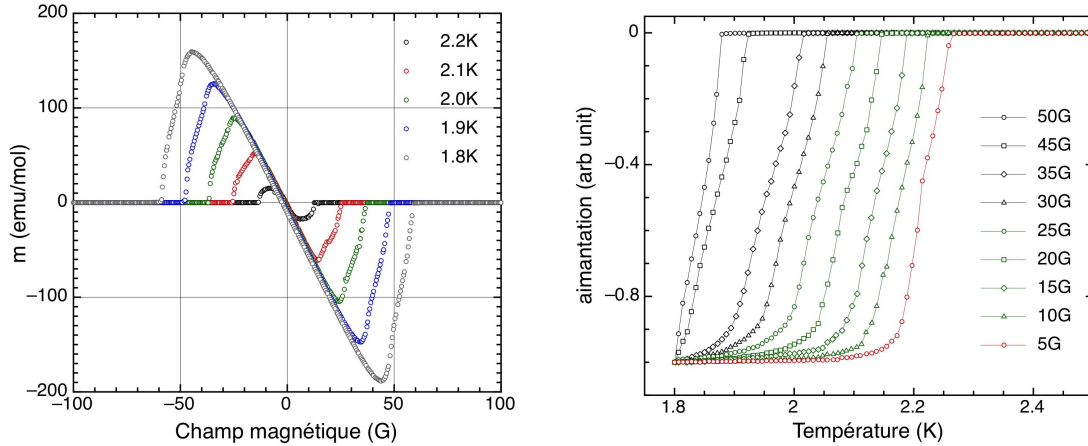 200
100
0
−100
−200
m (emu/mol)
2.2K
2.1K
2.0K
1.9K
1.8K
−100
−50
0
50
100
Champ magnétique (G)
0
−0.4
−0.8
aimantation (arb unit)
50G
45G
35G
30G
25G
20G
15G
10G
5G
1.8
2
2.2
2.4
Température (K)